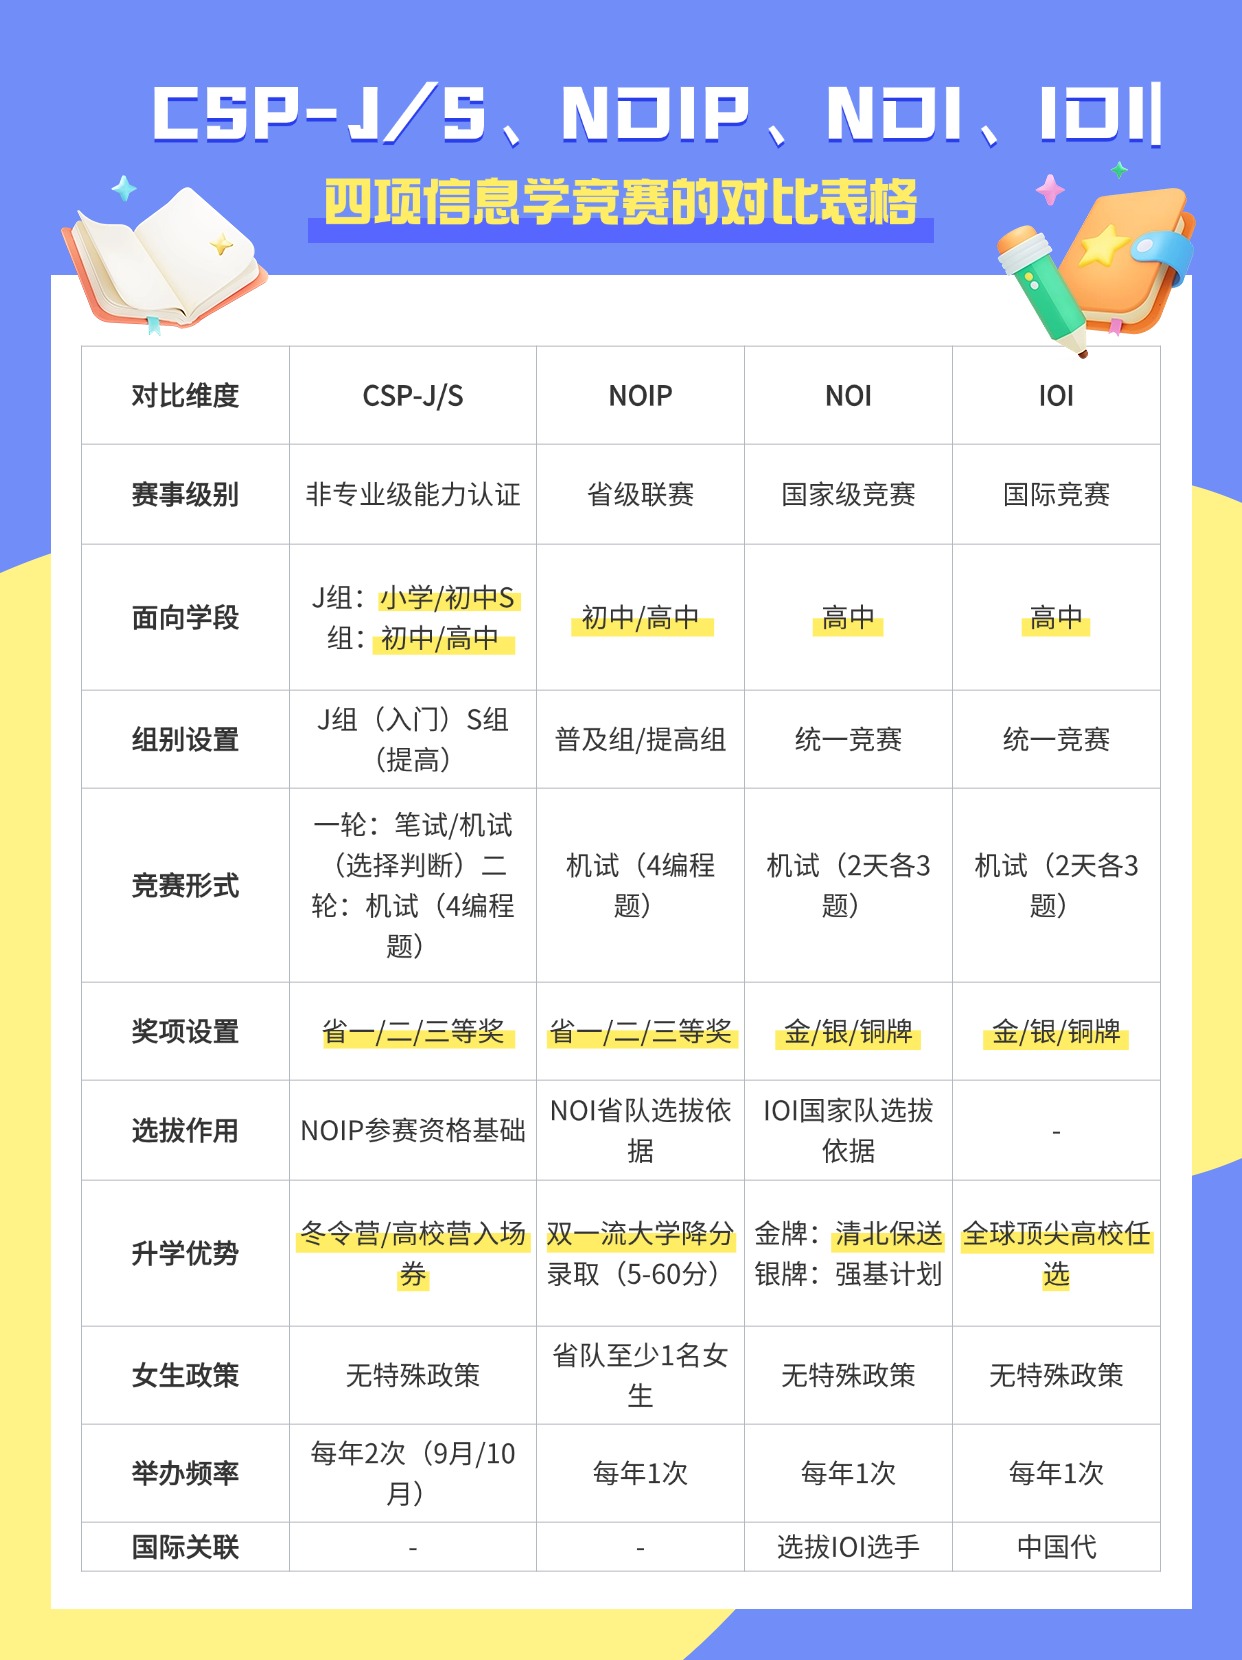 CSP-J/S、NOIP、NOI、IOI
四项信息学竞赛的对比表格
对比维度 CSP-J/S NOIP NOI IOI
赛事级别 非专业级能力认证 省级联赛 国家级竞赛 国际竞赛
面向学段
J组：小学/初中S
组：初中/高中
初中/高中
高中
高中
组别设置
J组（入门）S组
（提高）
普及组/提高组
统一竞赛
统一竞赛
竞赛形式
一轮：笔试/机试
（选择判断）二
轮：机试（4编程
题）
机试（4编程
题）
机试（2天各3
题）
机试（2天各3
题）
奖项设置 省一/二/三等奖 省一/二/三等奖 金/银/铜牌 金/银/铜牌
选拔作用
NOIP参赛资格基础
NOI省队选拔依
据
IOI国家队选拔
依据
-
升学优势
冬令营/高校营入场
券
双一流大学降分
录取（5-60分）
金牌：清北保送
银牌：强基计划
全球顶尖高校任
选
女生政策
无特殊政策
省队至少1名女
生
无特殊政策
无特殊政策
举办频率
每年2次（9月/10
月）
每年1次
每年1次
每年1次
国际关联 - - 选拔IOI选手 中国代